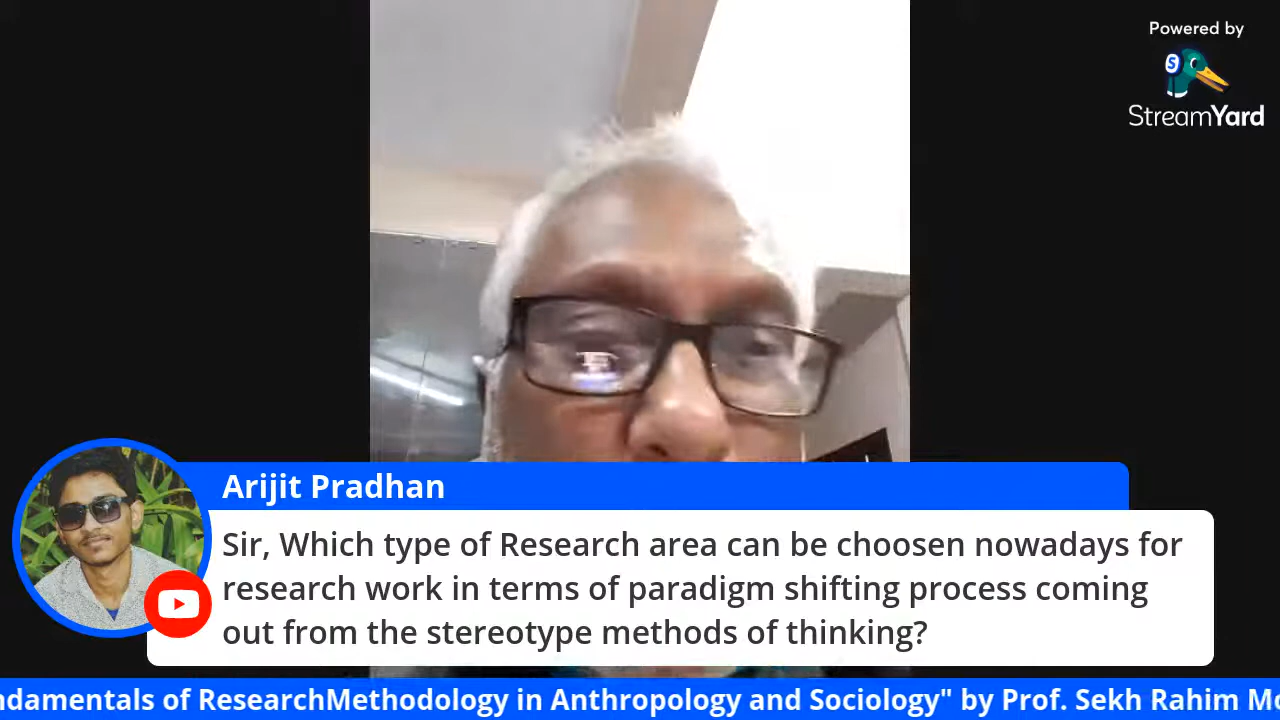 Powered by
StreamYard
Arijit Pradhan
Sir, Which type of Research area can be choosen nowadays for
research work in terms of paradigm shifting process coming
out from the stereotype methods of thinking?
ndamentals of ResearchMethodology in Anthropology and Sociology" by Prof. Sekh Rahim Mo